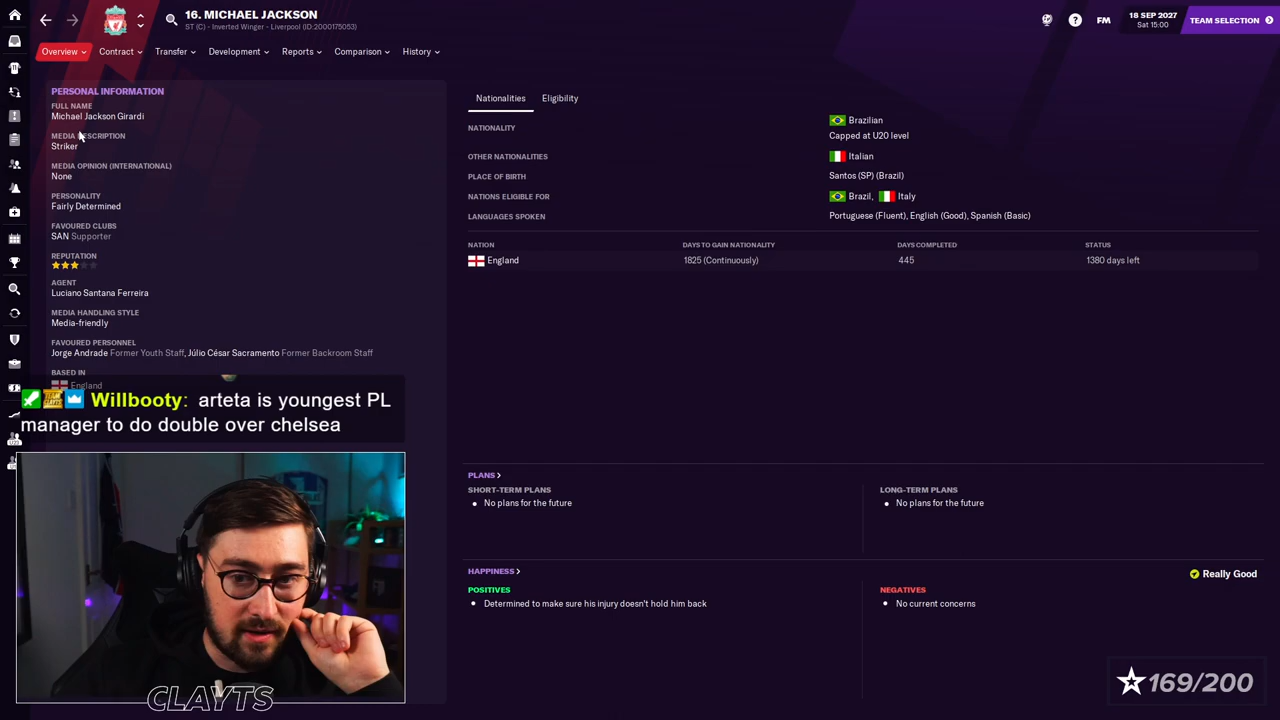 16. MICHAEL JACKSON
ST (C) - Inverted Winger - Liverpool (ID:2000175053)
FM
18 SEP 2027
Sat 15:00
TEAM SELECTION
Overview
Contract
Transfer
Development
Reports
Comparison
History
PERSONAL INFORMATION
FULL NAME
Michael Jackson Girardi
MEDIA DESCRIPTION
Striker
MEDIA OPINION (INTERNATIONAL)
None
PERSONALITY
Fairly Determined
FAVOURED CLUBS
SAN Supporter
REPUTATION
AGENT
Luciano Santana Ferreira
MEDIA HANDLING STYLE
Media-friendly
FAVOURED PERSONNEL
Jorge Andrade Former Youth Staff, Júlio César Sacramento Former Backroom Staff
BASED IN
England
Willbooty: arteta is youngest PL
manager to do double over chelsea
CLAYTS
Nationalities
Eligibility
NATIONALITY
Brazilian
Capped at U20 level
OTHER NATIONALITIES
Italian
PLACE OF BIRTH
Santos (SP) (Brazil)
NATIONS ELIGIBLE FOR
Brazil, Italy
LANGUAGES SPOKEN
Portuguese (Fluent), English (Good), Spanish (Basic)
NATION DAYS TO GAIN NATIONALITY DAYS COMPLETED STATUS
England 1825 (Continuously) 445 1380 days left
PLANS
SHORT-TERM PLANS
No plans for the future
LONG-TERM PLANS
No plans for the future
HAPPINESS
Really Good
POSITIVES
Determined to make sure his injury doesn't hold him back
NEGATIVES
No current concerns
169/200